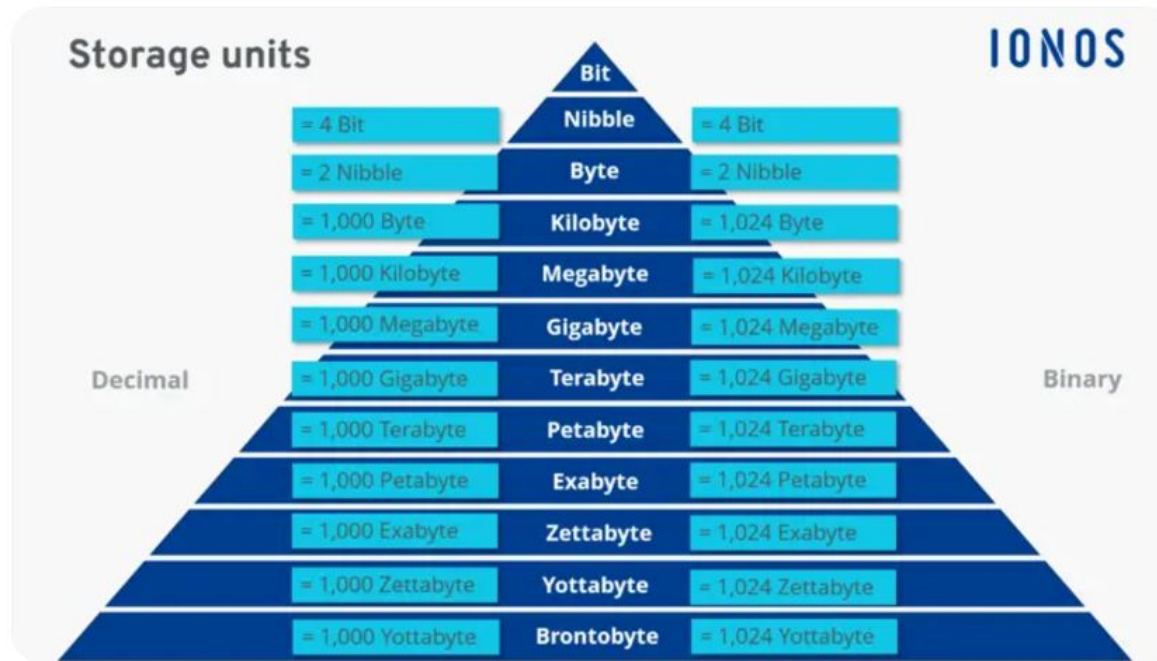 Storage units
IONOS
Bit
= 4 Bit Nibble = 4 Bit
= 2 Nibble Byte = 2 Nibble
= 1,000 Byte Kilobyte = 1,024 Byte
= 1,000 Kilobyte Megabyte = 1,024 Kilobyte
= 1,000 Megabyte Gigabyte = 1,024 Megabyte
Decimal = 1,000 Gigabyte Terabyte = 1,024 Gigabyte Binary
= 1,000 Terabyte Petabyte = 1,024 Terabyte
= 1,000 Petabyte Exabyte = 1,024 Petabyte
= 1,000 Exabyte Zettabyte = 1,024 Exabyte
= 1,000 Zettabyte Yottabyte = 1,024 Zettabyte
= 1,000 Yottabyte Brontobyte = 1,024 Yottabyte